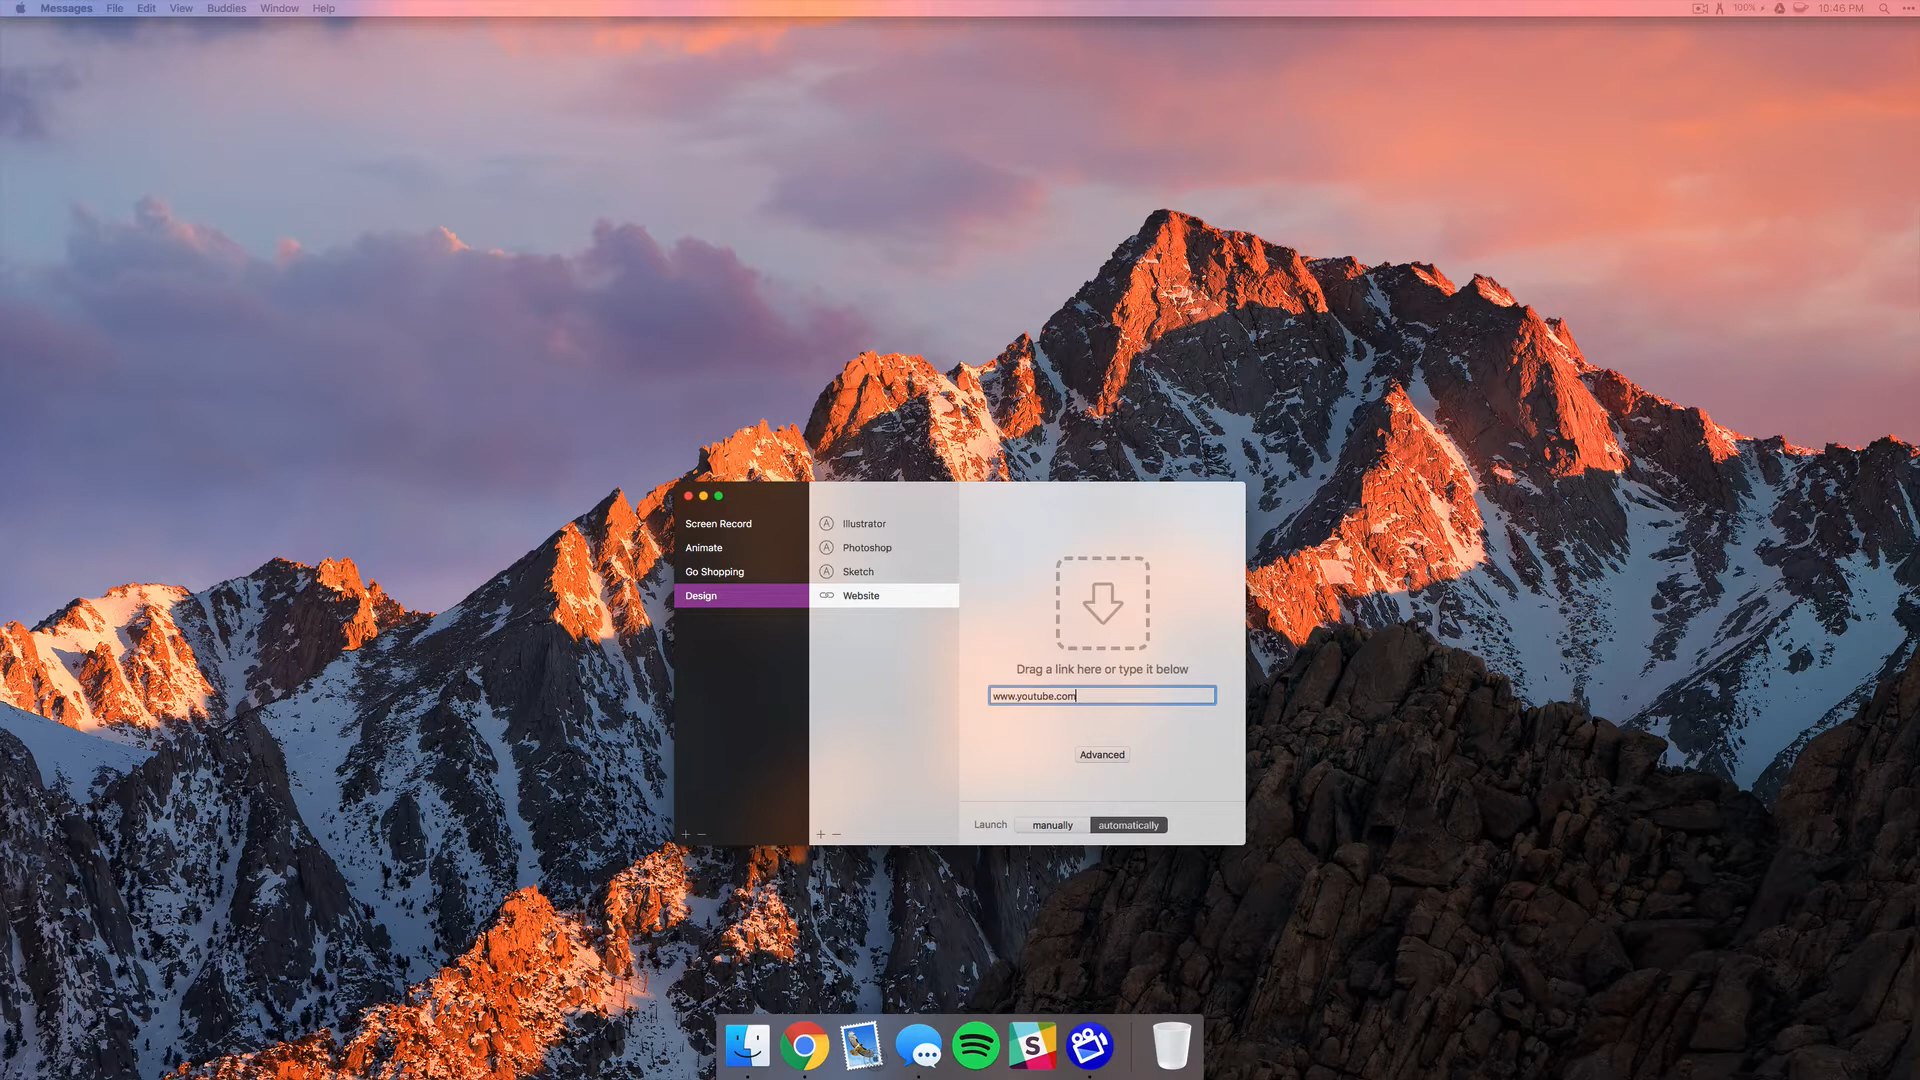 Messages File Edit View Buddies Window Help 100% 10:46 PM
Screen Record
Animate
Go Shopping
Design
Illustrator
Photoshop
Sketch
Website
Drag a link here or type it below
www.youtube.com
Advanced
Launch manually automatically
S